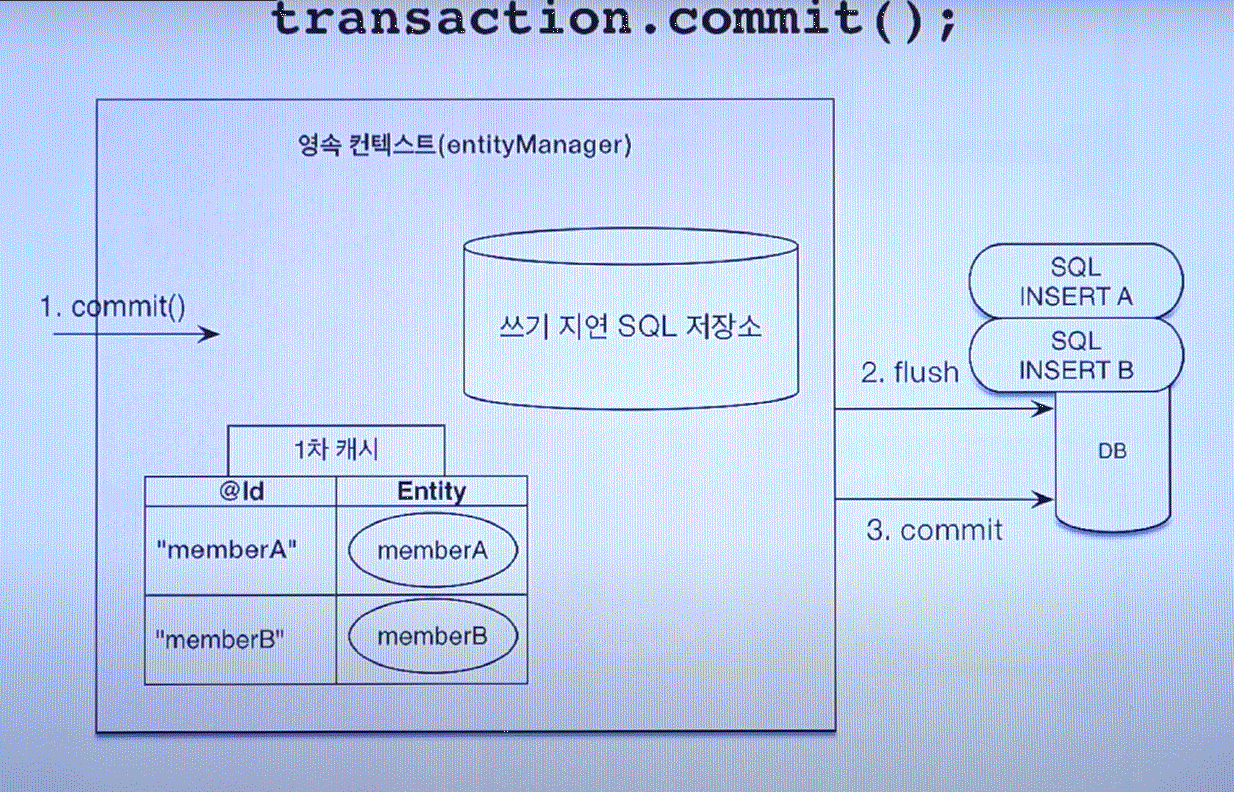 transaction.commit();
영속 컨텍스트(entityManager)
1. commit()
쓰기 지연 SQL 저장소
SQL
INSERT A
SQL
INSERT B
2. flush
DB
3. commit
1차 캐시
@Id Entity
"memberA" memberA
"memberB" memberB